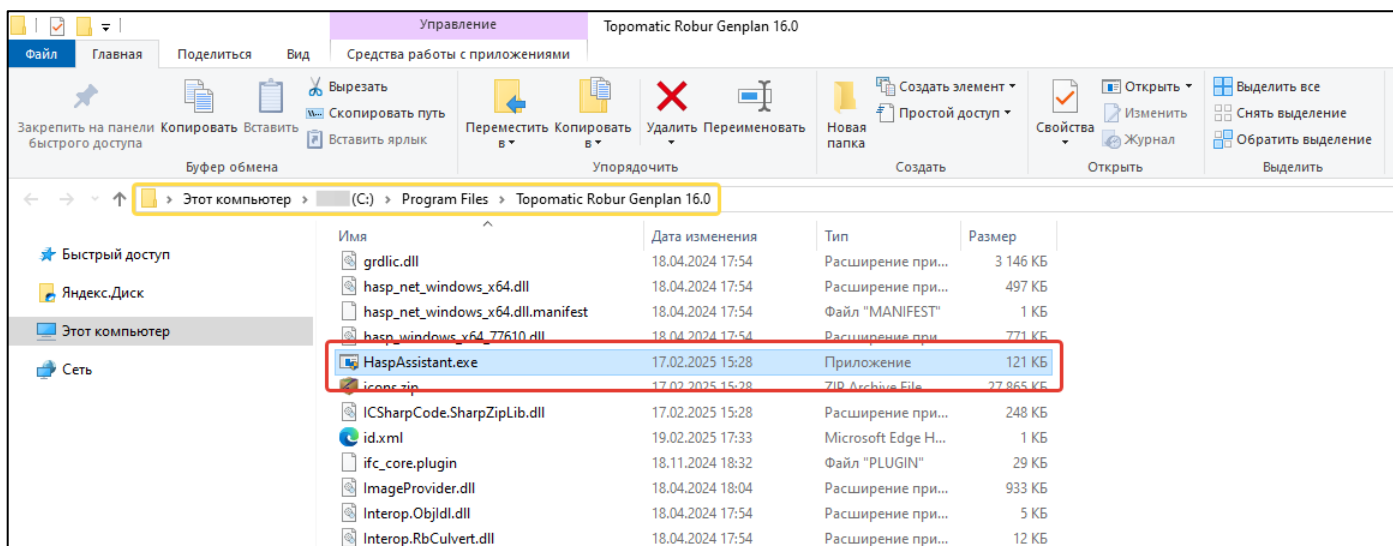 Управление
Topomatic Robur Genplan 16.0
Файл Главная Поделиться Вид Средства работы с приложениями
Закрепить на панели быстрого доступа
Копировать
Вставить
Вырезать
Скопировать путь
Вставить ярлык
Буфер обмена
Переместить в
Копировать в
Удалить
Переименовать
Упорядочить
Новая папка
Создать элемент
Простой доступ
Создать
Свойства
Открыть
Изменить
Журнал
Открыть
Выделить все
Снять выделение
Обратить выделение
Выделить
Этот компьютер > (C:) > Program Files > Topomatic Robur Genplan 16.0
Быстрый доступ
Яндекс.Диск
Этот компьютер
Сеть
Имя Дата изменения Тип Размер
grdlic.dll 18.04.2024 17:54 Расширение при... 3 146 КБ
hasp_net_windows_x64.dll 18.04.2024 17:54 Расширение при... 497 КБ
hasp_net_windows_x64.dll.manifest 18.04.2024 17:54 Файл "MANIFEST" 1 КБ
hasp_windows_x64_77610.dll 18.04.2024 17:54 Расширение при... 771 КБ
HaspAssistant.exe 17.02.2025 15:28 Приложение 121 КБ
icons.zip 17.02.2025 15:28 ZIP Archive File 27 865 КБ
ICSharpCode.SharpZipLib.dll 17.02.2025 15:28 Расширение при... 248 КБ
id.xml 19.02.2025 17:33 Microsoft Edge H... 1 КБ
ifc_core.plugin 18.11.2024 18:32 Файл "PLUGIN" 29 КБ
ImageProvider.dll 18.04.2024 18:04 Расширение при... 933 КБ
Interop.ObjIdl.dll 18.04.2024 17:54 Расширение при... 5 КБ
Interop.RbCulvert.dll 18.04.2024 17:54 Расширение при... 12 КБ